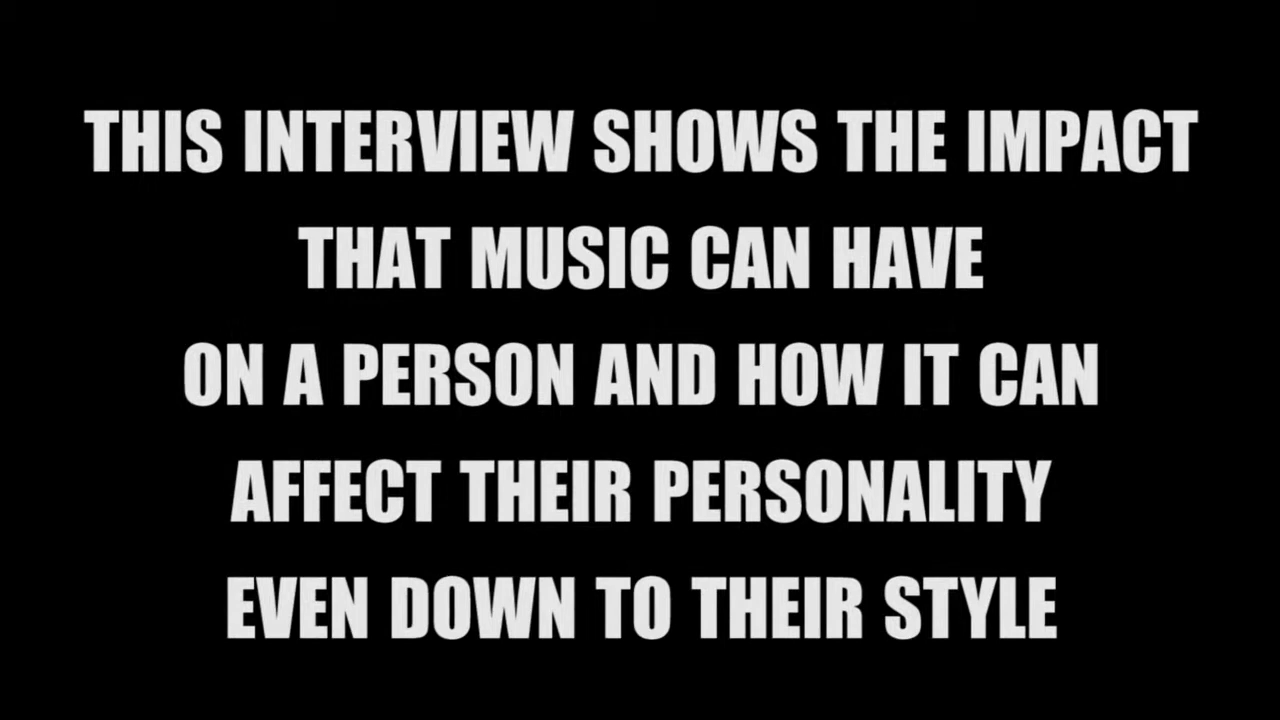 THIS INTERVIEW SHOWS THE IMPACT
THAT MUSIC CAN HAVE
ON A PERSON AND HOW IT CAN
AFFECT THEIR PERSONALITY
EVEN DOWN TO THEIR STYLE